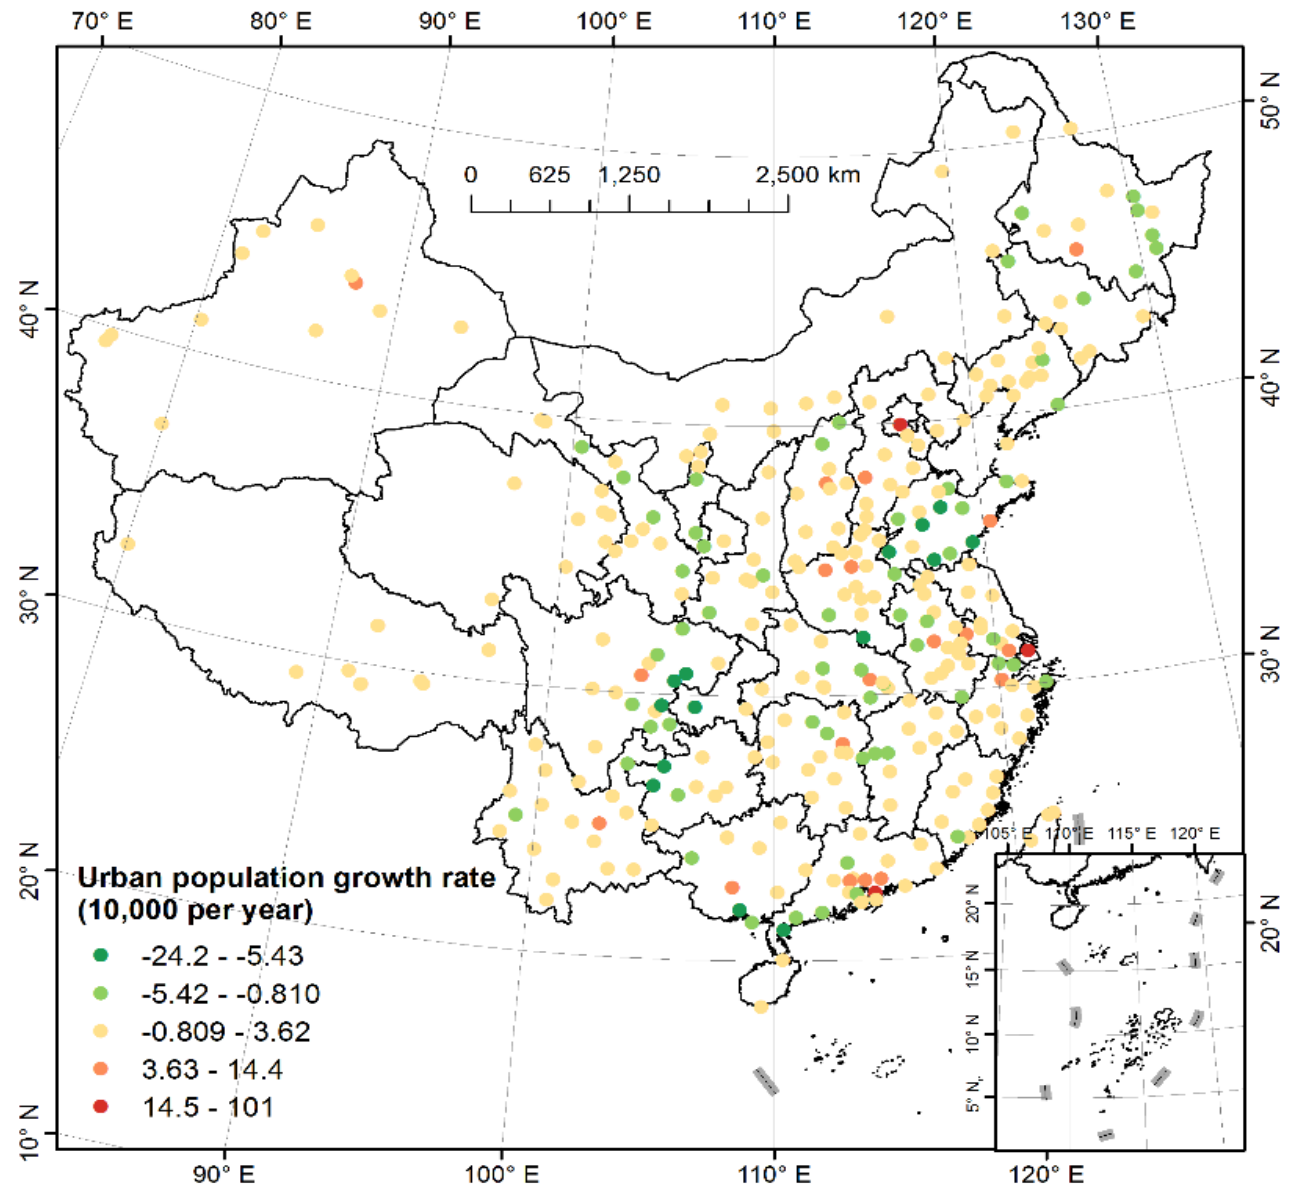 70° E 80° E 90° E 100° E 110° E 120° E 130° E
50° N
0 625 1,250 2,500 km
40° N
40° N
30° N
30° N
20° N
20° N
10° N
Urban population growth rate
(10,000 per year)
-24.2 - -5.43
-5.42 - -0.810
-0.809 - 3.62
3.63 - 14.4
14.5 - 101
105° E 110° E 115° E 120° E
20° N
15° N
10° N
5° N
90° E 100° E 110° E 120° E